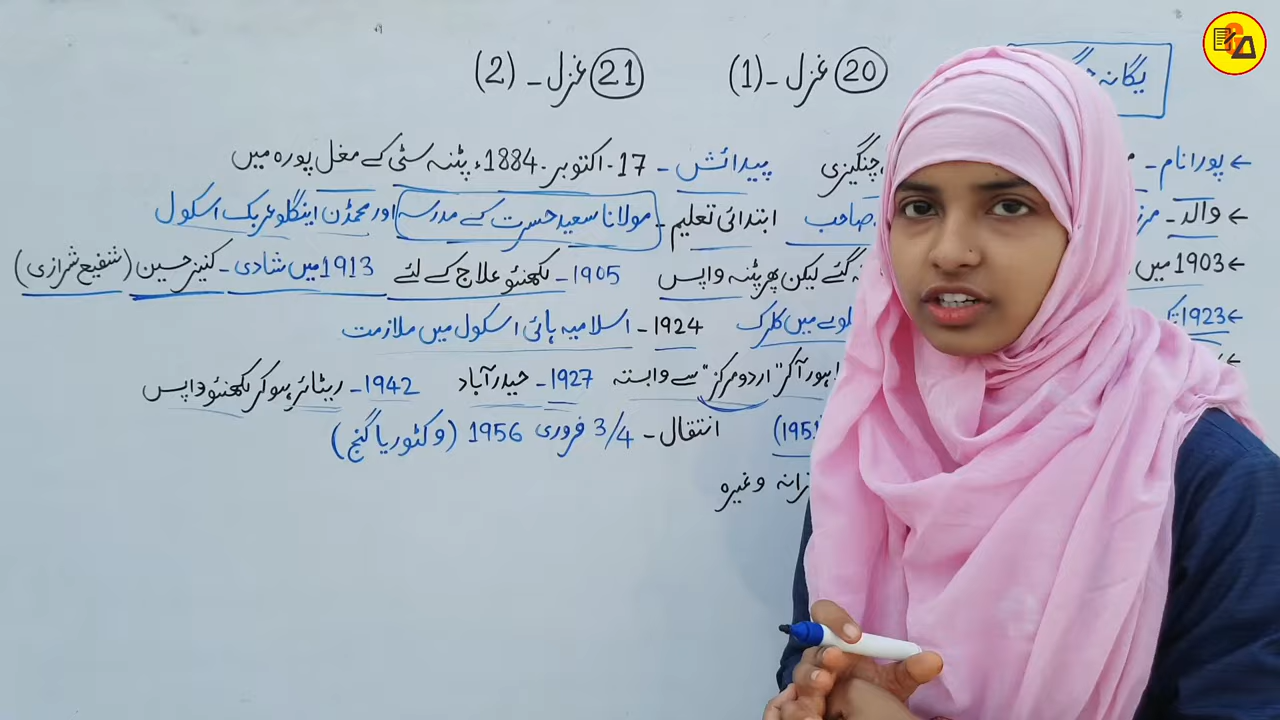 یگانہ
20 غزل ۔ (1) 21 غزل ۔ (2)
← پورا نام ۔ چنگیزی پیدائش ۔ 17۔ اکتوبر۔ 1884ء پٹنہ سٹی کے مغل پورہ میں
← والد ۔ صاحب ابتدائی تعلیم ۔ مولانا سعید حسرت کے مدرسہ اور محمڈن اینگلو عربک اسکول
← 1903 میں گئے لیکن پھر پٹنہ واپس 1905 ۔ لکھنئو علاج کے لئے 1913 میں شادی ۔ کنیز حسین (شفیع شرازی)
← 1923 میں کلرک 1924 ۔ اسلامیہ ہائی اسکول میں ملازمت
آکر "اردو مرکز" سے وابستہ 1927 ۔ حیدرآباد 1942 ۔ ریٹائر ہو کر لکھنئو واپس
انتقال ۔ 3/4 فروری 1956 (وکٹوریا گنج)
وغیرہ